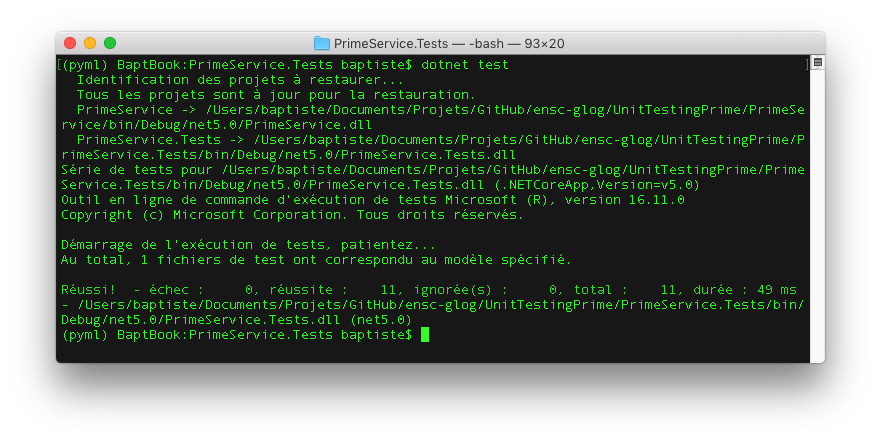 PrimeService.Tests — -bash — 93×20
[(pyml) BaptBook:PrimeService.Tests baptiste$ dotnet test ]
  Identification des projets à restaurer...
  Tous les projets sont à jour pour la restauration.
  PrimeService -> /Users/baptiste/Documents/Projets/GitHub/ensc-glog/UnitTestingPrime/PrimeSe
rvice/bin/Debug/net5.0/PrimeService.dll
  PrimeService.Tests -> /Users/baptiste/Documents/Projets/GitHub/ensc-glog/UnitTestingPrime/P
rimeService.Tests/bin/Debug/net5.0/PrimeService.Tests.dll
Série de tests pour /Users/baptiste/Documents/Projets/GitHub/ensc-glog/UnitTestingPrime/Prime
Service.Tests/bin/Debug/net5.0/PrimeService.Tests.dll (.NETCoreApp,Version=v5.0)
Outil en ligne de commande d'exécution de tests Microsoft (R), version 16.11.0
Copyright (c) Microsoft Corporation. Tous droits réservés.
Démarrage de l'exécution de tests, patientez...
Au total, 1 fichiers de test ont correspondu au modèle spécifié.
Réussi!  - échec :     0, réussite :    11, ignorée(s) :     0, total :    11, durée : 49 ms
- /Users/baptiste/Documents/Projets/GitHub/ensc-glog/UnitTestingPrime/PrimeService.Tests/bin/
Debug/net5.0/PrimeService.Tests.dll (net5.0)
(pyml) BaptBook:PrimeService.Tests baptiste$